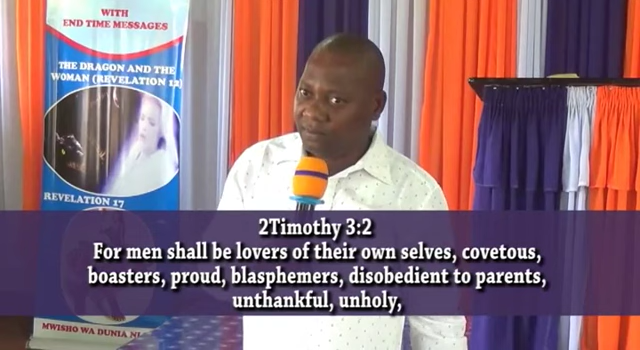 WITH
END TIME MESSAGES
THE DRAGON AND THE
WOMAN (REVELATION 12)
REVELATION 17
2Timothy 3:2
For men shall be lovers of their own selves, covetous,
boasters, proud, blasphemers, disobedient to parents,
unthankful, unholy,
MWISHO WA DUNIA